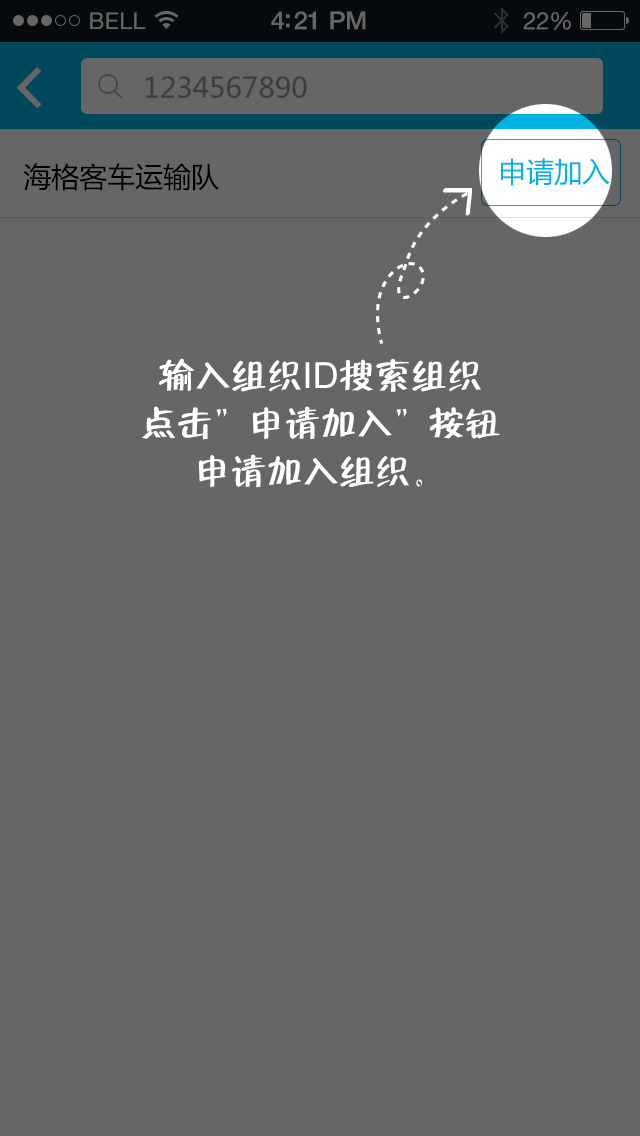 BELL 4:21 PM 22%
1234567890
海格客车运输队 申请加入
输入组织ID搜索组织
点击”申请加入”按钮
申请加入组织。